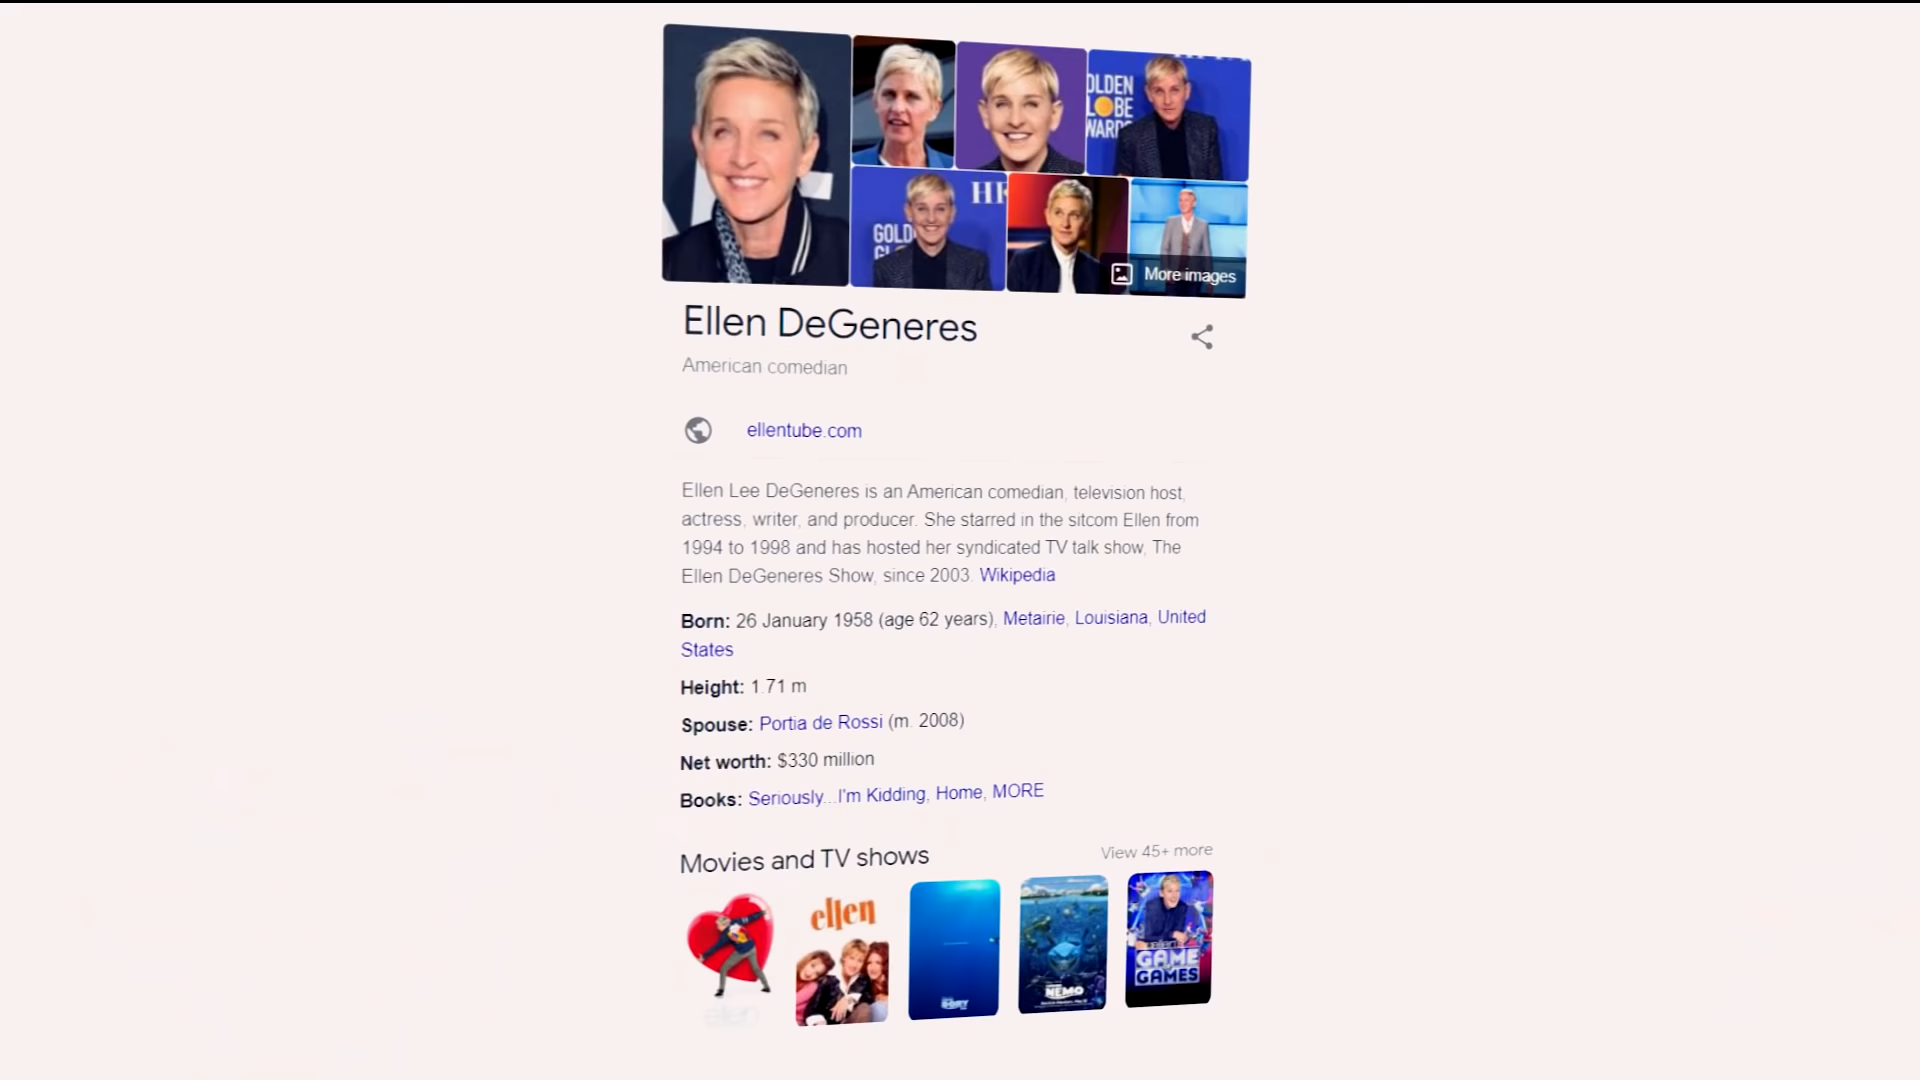 OLDEN
LOBE
WARDS
HF
GOLD
GL
More images
Ellen DeGeneres
American comedian
ellentube.com
Ellen Lee DeGeneres is an American comedian, television host,
actress, writer, and producer. She starred in the sitcom Ellen from
1994 to 1998 and has hosted her syndicated TV talk show, The
Ellen DeGeneres Show, since 2003. Wikipedia
Born: 26 January 1958 (age 62 years), Metairie, Louisiana, United
States
Height: 1.71 m
Spouse: Portia de Rossi (m. 2008)
Net worth: $330 million
Books: Seriously...I'm Kidding, Home, MORE
Movies and TV shows
View 45+ more
ellen
ellen
DORY
NEMO
GAME
GAMES